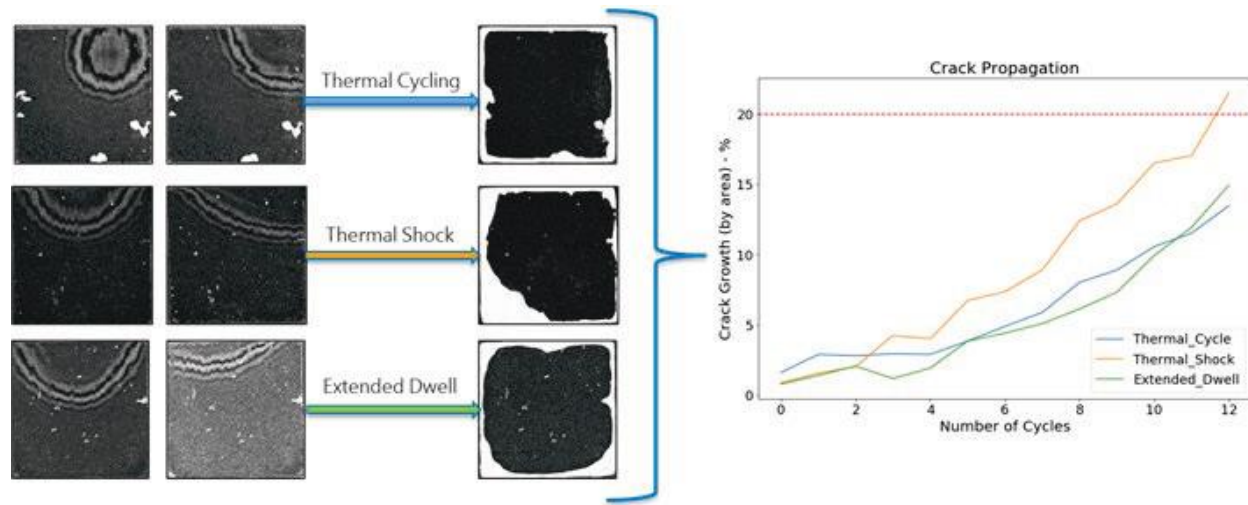 Thermal Cycling
Thermal Shock
Extended Dwell
Crack Propagation
Crack Growth (by area) - %
20
15
10
5
0
0 2 4 6 8 10 12
Number of Cycles
Thermal_Cycle
Thermal_Shock
Extended_Dwell